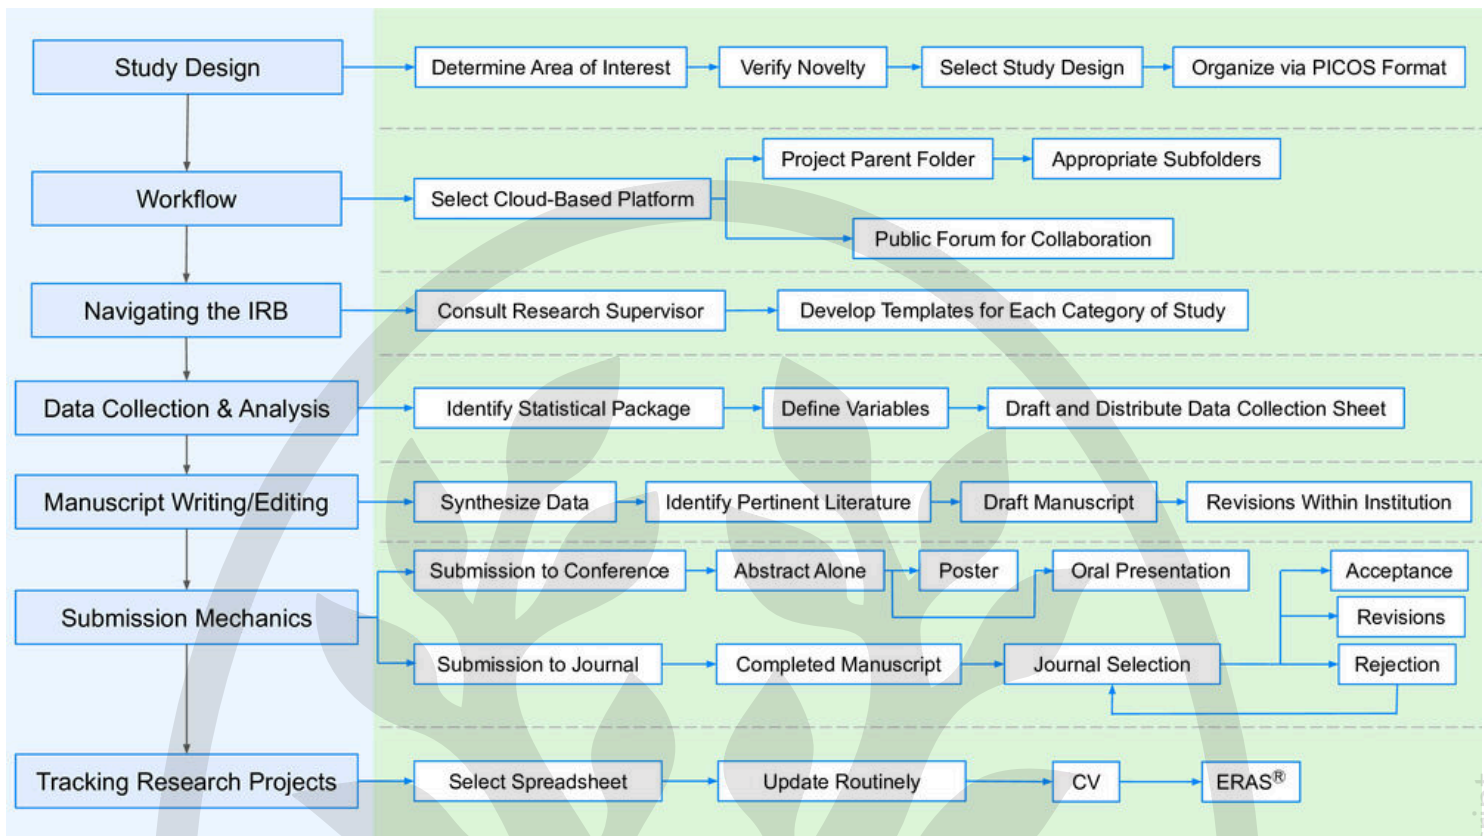 Study Design
Determine Area of Interest
Verify Novelty
Select Study Design
Organize via PICOS Format
Workflow
Select Cloud-Based Platform
Project Parent Folder
Appropriate Subfolders
Public Forum for Collaboration
Navigating the IRB
Consult Research Supervisor
Develop Templates for Each Category of Study
Data Collection & Analysis
Identify Statistical Package
Define Variables
Draft and Distribute Data Collection Sheet
Manuscript Writing/Editing
Synthesize Data
Identify Pertinent Literature
Draft Manuscript
Revisions Within Institution
Submission Mechanics
Submission to Conference
Abstract Alone
Poster
Oral Presentation
Submission to Journal
Completed Manuscript
Journal Selection
Acceptance
Revisions
Rejection
Tracking Research Projects
Select Spreadsheet
Update Routinely
CV
ERAS®